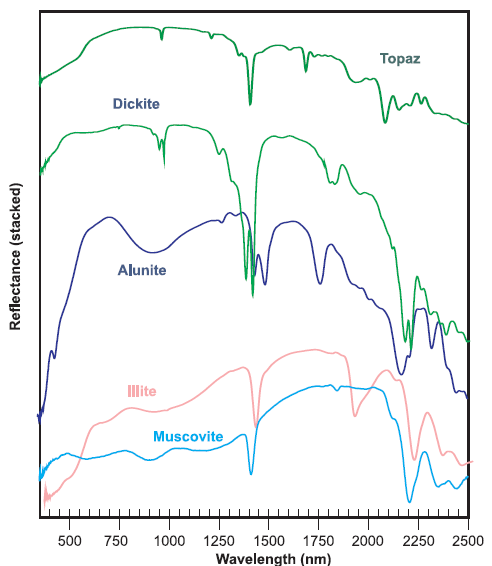 Topaz
Dickite
Alunite
Illite
Muscovite
Reflectance (stacked)
500 750 1000 1250 1500 1750 2000 2250 2500
Wavelength (nm)